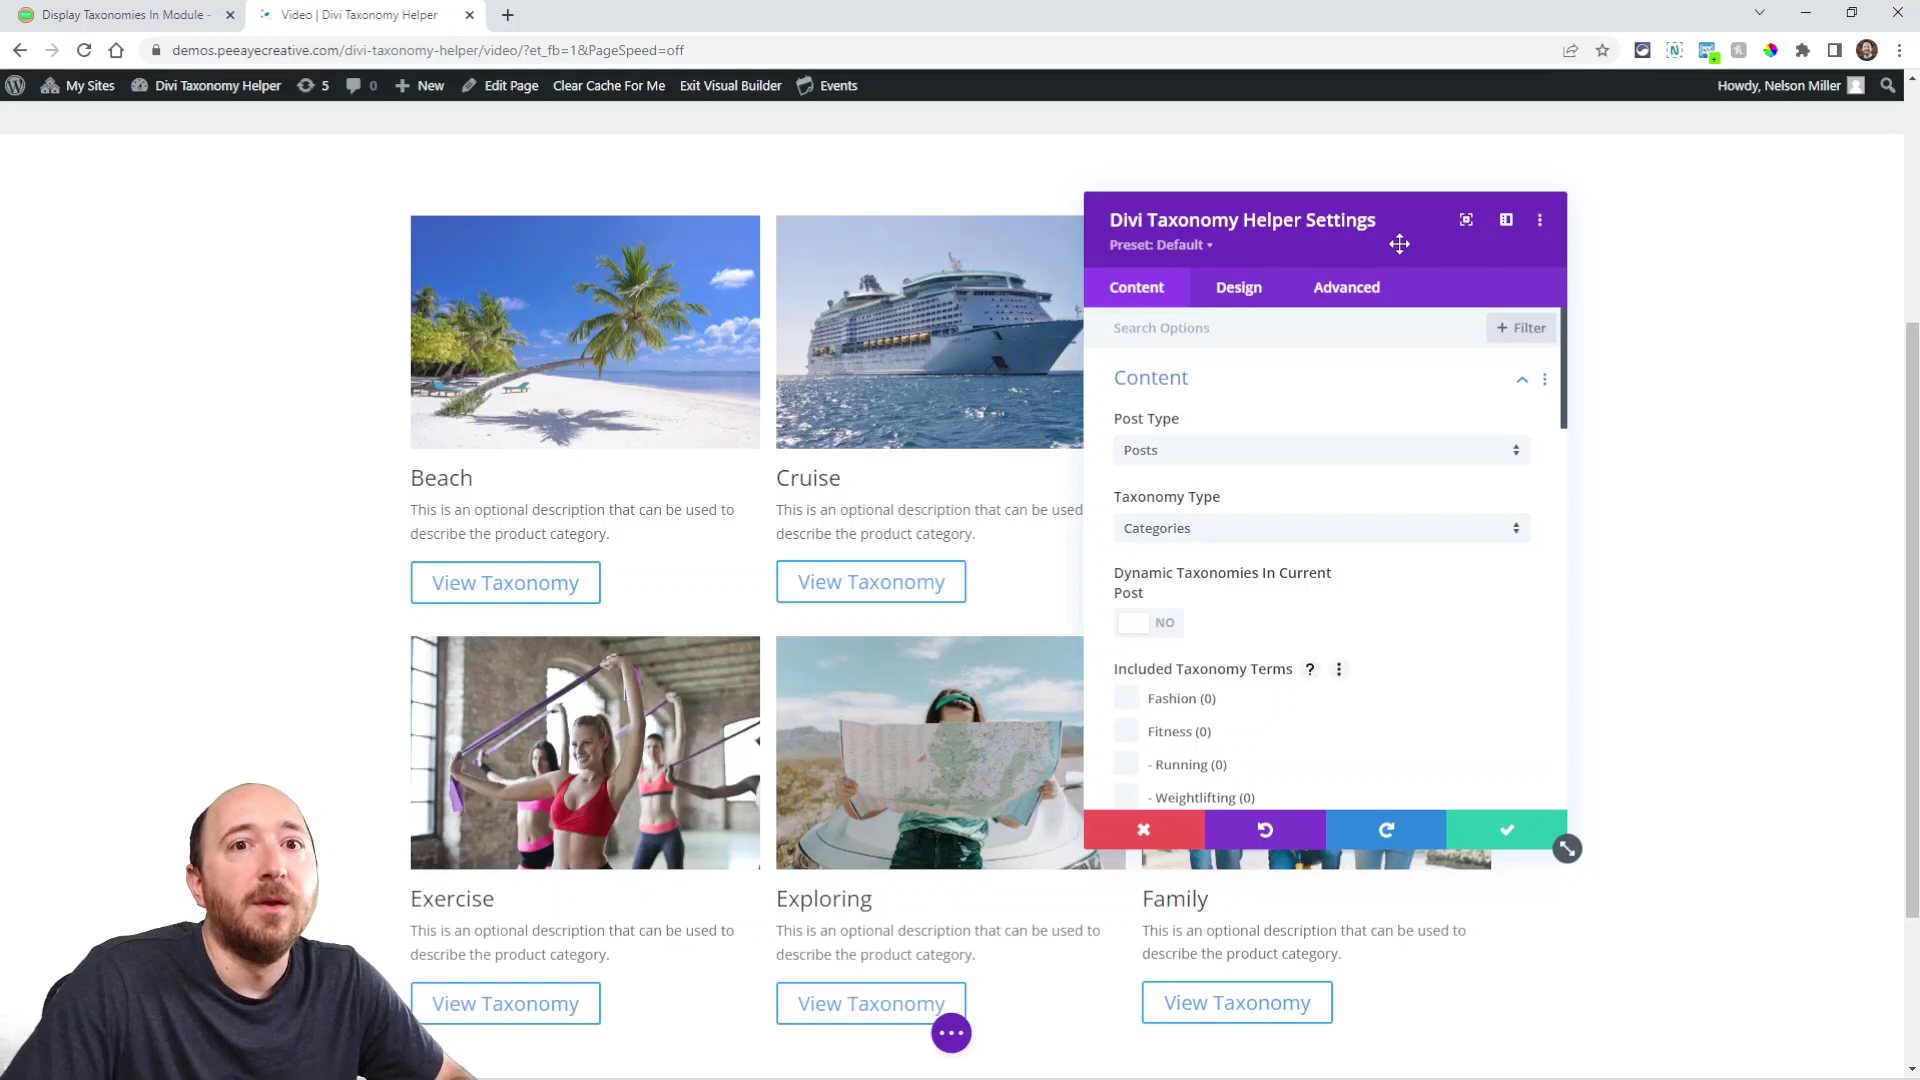 Display Taxonomies In Module -
Video | Divi Taxonomy Helper
demos.peeayecreative.com/divi-taxonomy-helper/video/?et_fb=1&PageSpeed=off
My Sites
Divi Taxonomy Helper
5
0
New
Edit Page
Clear Cache For Me
Exit Visual Builder
Events
Howdy, Nelson Miller
Divi Taxonomy Helper Settings
Preset: Default
Content
Design
Advanced
Search Options
+ Filter
Content
Post Type
Posts
Taxonomy Type
Categories
Dynamic Taxonomies In Current
Post
NO
Included Taxonomy Terms ?
Fashion (0)
Fitness (0)
- Running (0)
- Weightlifting (0)
Beach
This is an optional description that can be used to
describe the product category.
View Taxonomy
Cruise
This is an optional description that can be used
describe the product category.
View Taxonomy
Exercise
This is an optional description that can be used to
describe the product category.
View Taxonomy
Exploring
This is an optional description that can be used to
describe the product category.
View Taxonomy
Family
This is an optional description that can be used to
describe the product category.
View Taxonomy